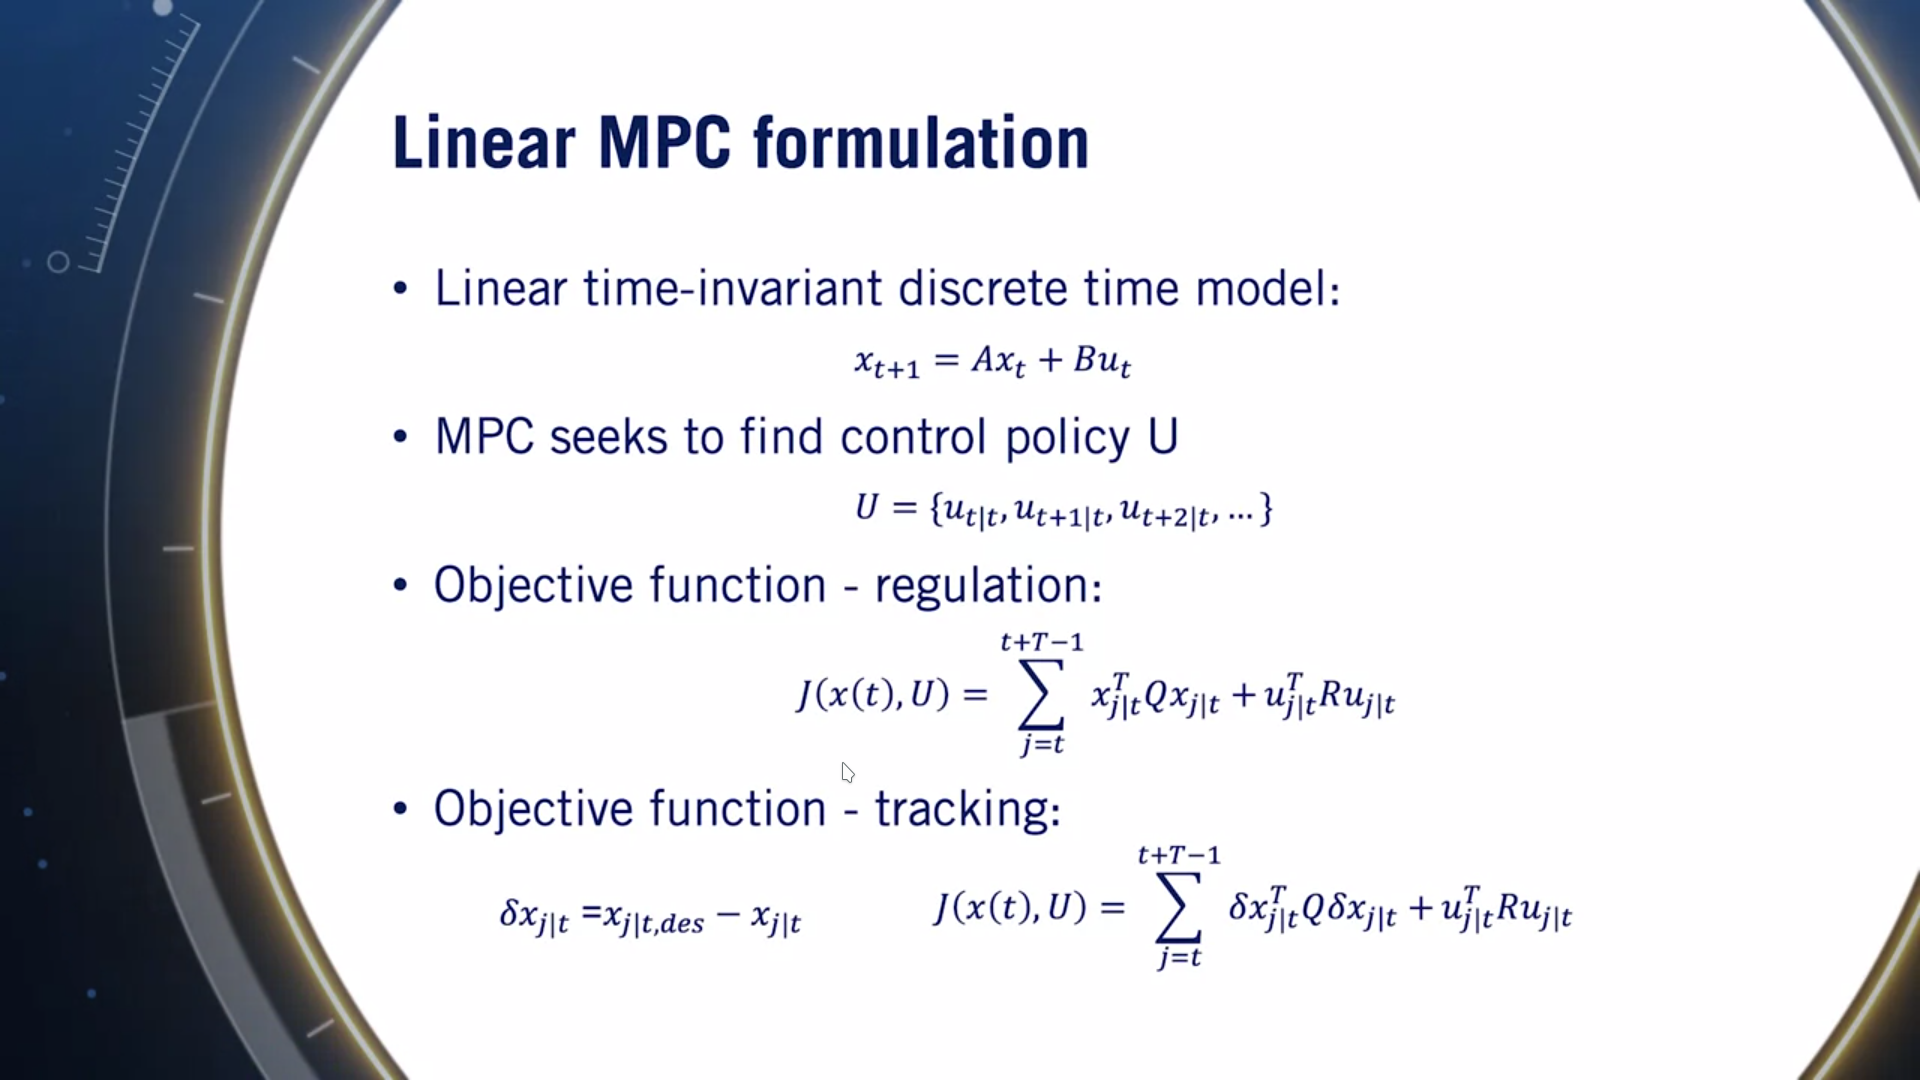 Linear MPC formulation
• Linear time-invariant discrete time model:
$x_{t+1} = Ax_t + Bu_t$
• MPC seeks to find control policy U
$U = \{u_{t|t}, u_{t+1|t}, u_{t+2|t}, \ldots\}$
• Objective function - regulation:
$J(x(t), U) = \sum_{j=t}^{t+T-1} x_{j|t}^T Q x_{j|t} + u_{j|t}^T R u_{j|t}$
• Objective function - tracking:
$\delta x_{j|t} = x_{j|t,des} - x_{j|t}$ $J(x(t), U) = \sum_{j=t}^{t+T-1} \delta x_{j|t}^T Q \delta x_{j|t} + u_{j|t}^T R u_{j|t}$